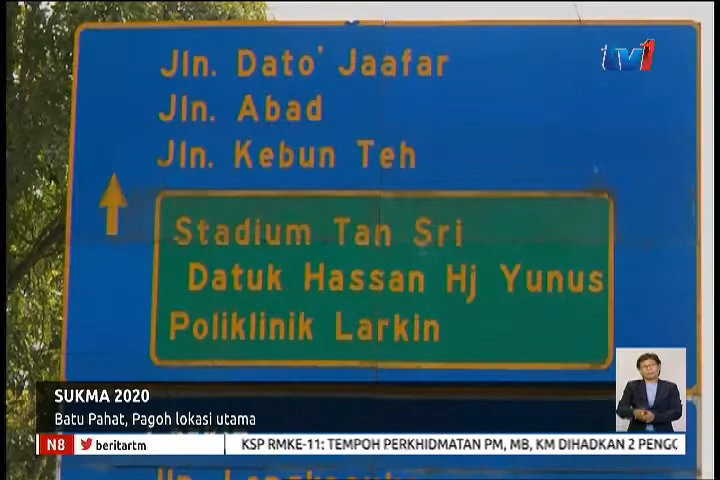 Jln. Dato' Jaafar
tv1
Jln. Abad
Jln. Kebun Teh
Stadium Tan Sri
Datuk Hassan Hj Yunus
Poliklinik Larkin
SUKMA 2020
Batu Pahat, Pagoh lokasi utama
N8 beritartm KSP RMKE-11; TEMPOH PERKHIDMATAN PM, MB, KM DIHADKAN 2 PENGG